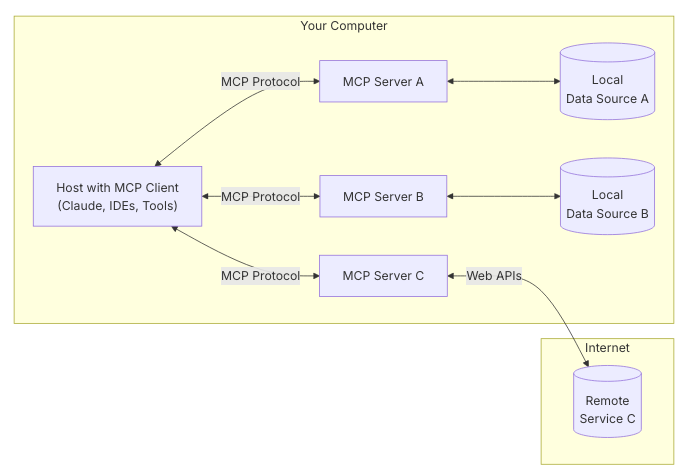 Your Computer
MCP Protocol
MCP Server A
Local
Data Source A
Host with MCP Client
(Claude, IDEs, Tools)
MCP Protocol
MCP Server B
Local
Data Source B
MCP Protocol
MCP Server C
Web APIs
Internet
Remote
Service C